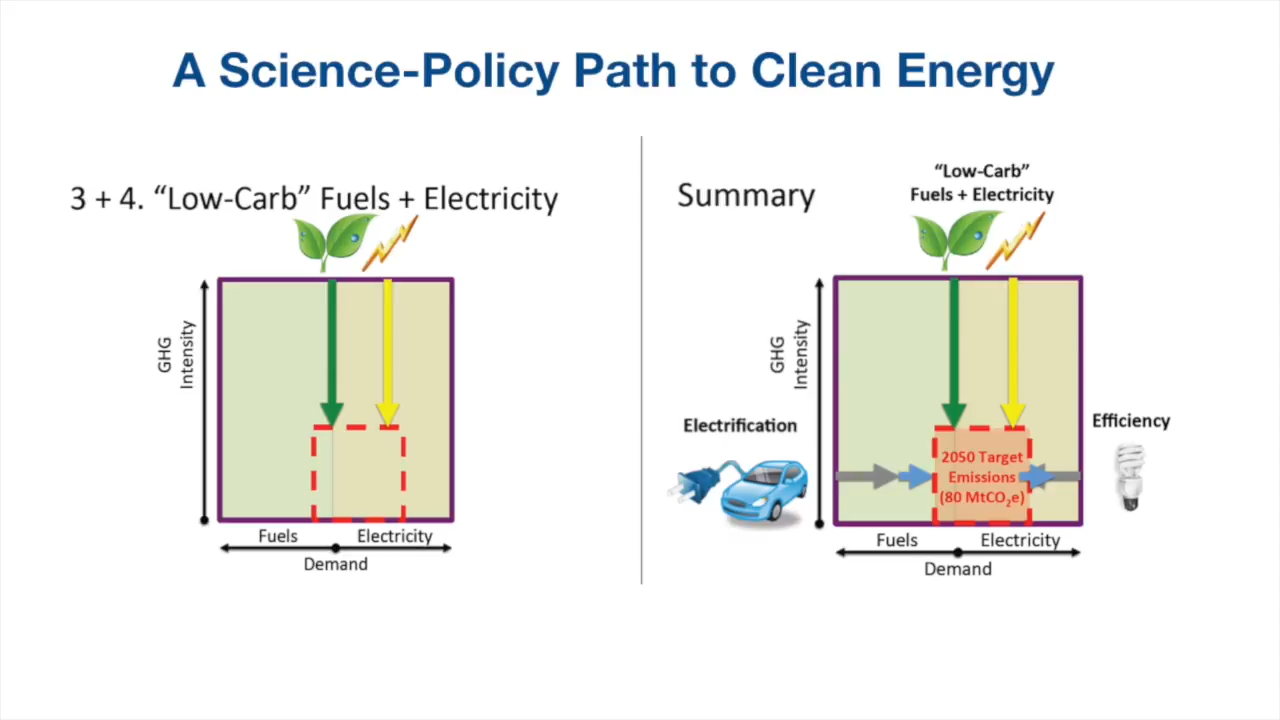 A Science-Policy Path to Clean Energy
3 + 4. “Low-Carb” Fuels + Electricity
GHG
Intensity
Fuels
Electricity
Demand
Summary
“Low-Carb”
Fuels + Electricity
GHG
Intensity
Electrification
Efficiency
2050 Target
Emissions
(80 MtCO₂e)
Fuels
Electricity
Demand